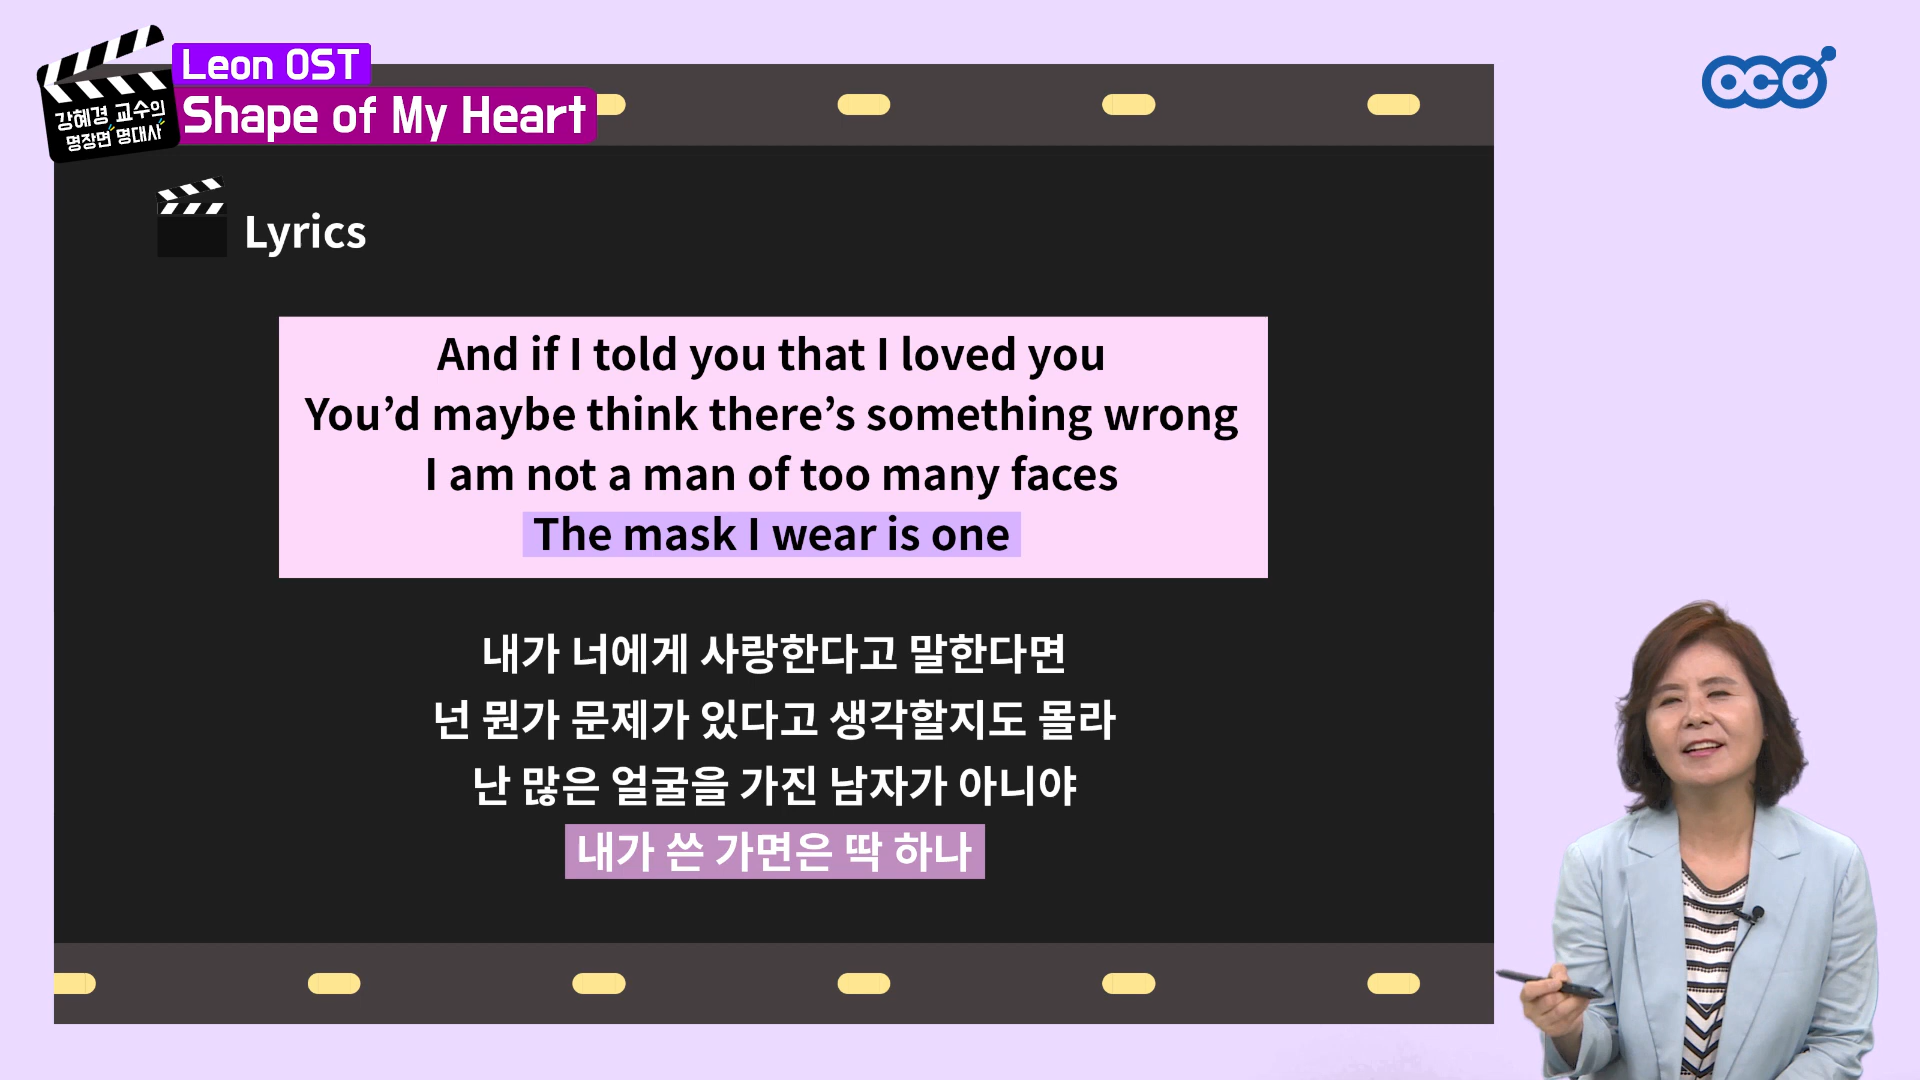 Leon OST
Shape of My Heart
강혜경 교수의
명장면 명대사
oco
Lyrics
And if I told you that I loved you
You’d maybe think there’s something wrong
I am not a man of too many faces
The mask I wear is one
내가 너에게 사랑한다고 말한다면
넌 뭔가 문제가 있다고 생각할지도 몰라
난 많은 얼굴을 가진 남자가 아니야
내가 쓴 가면은 딱 하나